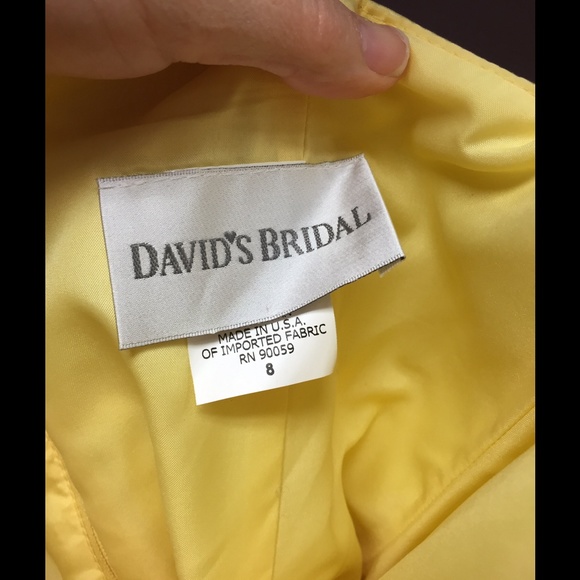 DAVID'S BRIDAL
MADE IN U.S.A.
OF IMPORTED FABRIC
RN 90059
8